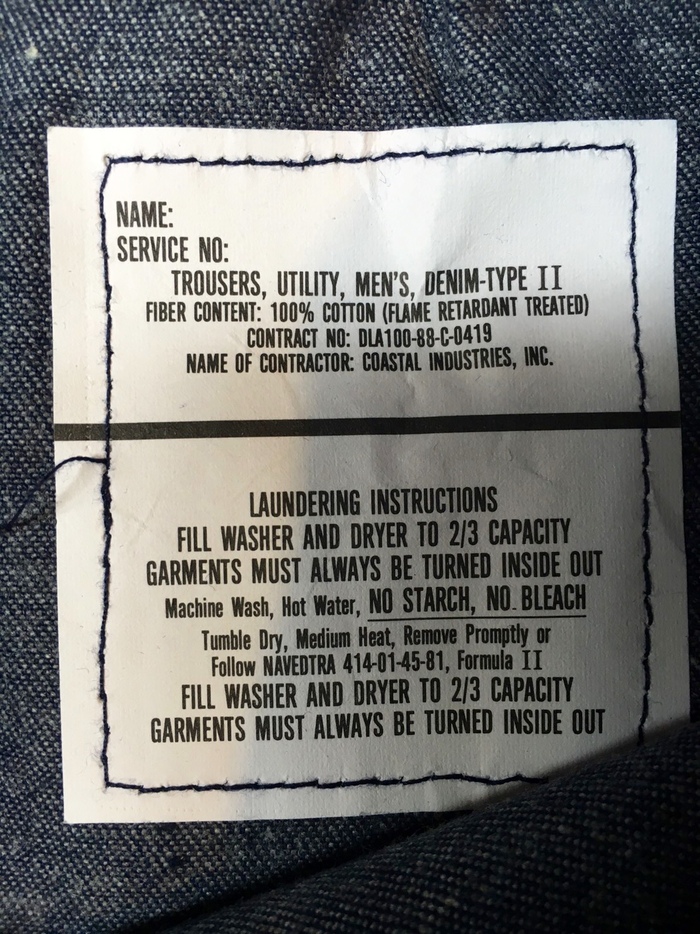 NAME:
SERVICE NO:
TROUSERS, UTILITY, MEN'S, DENIM-TYPE II
FIBER CONTENT: 100% COTTON (FLAME RETARDANT TREATED)
CONTRACT NO: DLA100-88-C-0419
NAME OF CONTRACTOR: COASTAL INDUSTRIES, INC.
LAUNDERING INSTRUCTIONS
FILL WASHER AND DRYER TO 2/3 CAPACITY
GARMENTS MUST ALWAYS BE TURNED INSIDE OUT
Machine Wash, Hot Water, NO STARCH, NO BLEACH
Tumble Dry, Medium Heat, Remove Promptly or
Follow NAVEDTRA 414-01-45-81, Formula II
FILL WASHER AND DRYER TO 2/3 CAPACITY
GARMENTS MUST ALWAYS BE TURNED INSIDE OUT